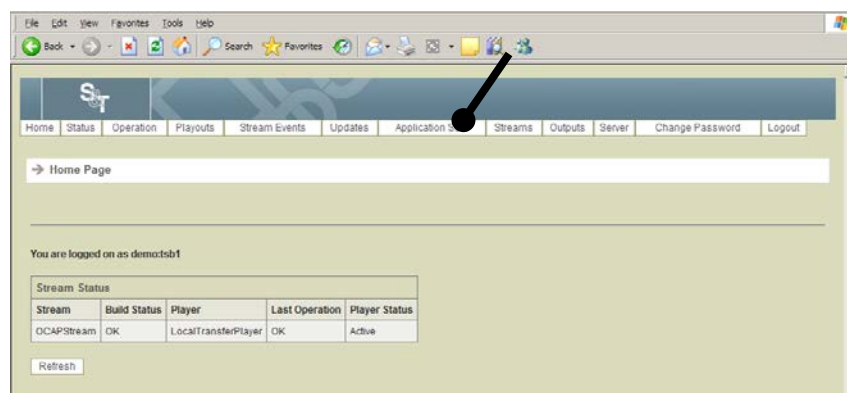 File Edit View Favorites Tools Help
Back Search Favorites
S&T
Home Status Operation Playouts Stream Events Updates Application Streams Outputs Server Change Password Logout
Home Page
You are logged on as demo:tsb1
Stream Status
Stream Build Status Player Last Operation Player Status
OCAPStream OK LocalTransferPlayer OK Active
Refresh